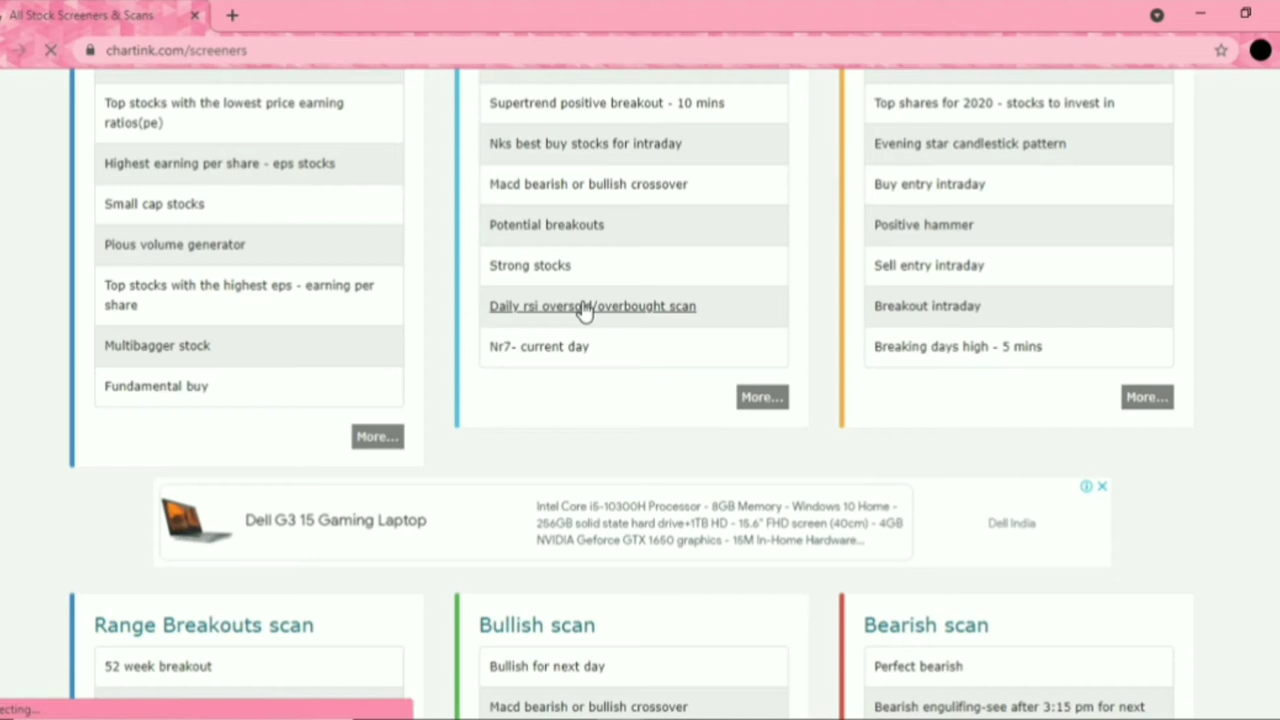 All Stock Screeners & Scans
chartink.com/screeners
Top stocks with the lowest price earning
ratios(pe)
Highest earning per share - eps stocks
Small cap stocks
Pious volume generator
Top stocks with the highest eps - earning per
share
Multibagger stock
Fundamental buy
More...
Supertrend positive breakout - 10 mins
Nks best buy stocks for intraday
Macd bearish or bullish crossover
Potential breakouts
Strong stocks
Daily rsi oversold/overbought scan
Nr7- current day
More...
Top shares for 2020 - stocks to invest in
Evening star candlestick pattern
Buy entry intraday
Positive hammer
Sell entry intraday
Breakout intraday
Breaking days high - 5 mins
More...
Dell G3 15 Gaming Laptop
Intel Core i5-10300H Processor - 8GB Memory - Windows 10 Home -
256GB solid state hard drive+1TB HD - 15.6" FHD screen (40cm) - 4GB
NVIDIA Geforce GTX 1650 graphics - 15M In-Home Hardware...
Dell India
Range Breakouts scan
52 week breakout
Bullish scan
Bullish for next day
Macd bearish or bullish crossover
Bearish scan
Perfect bearish
Bearish engulfing-see after 3:15 pm for next
ecting...